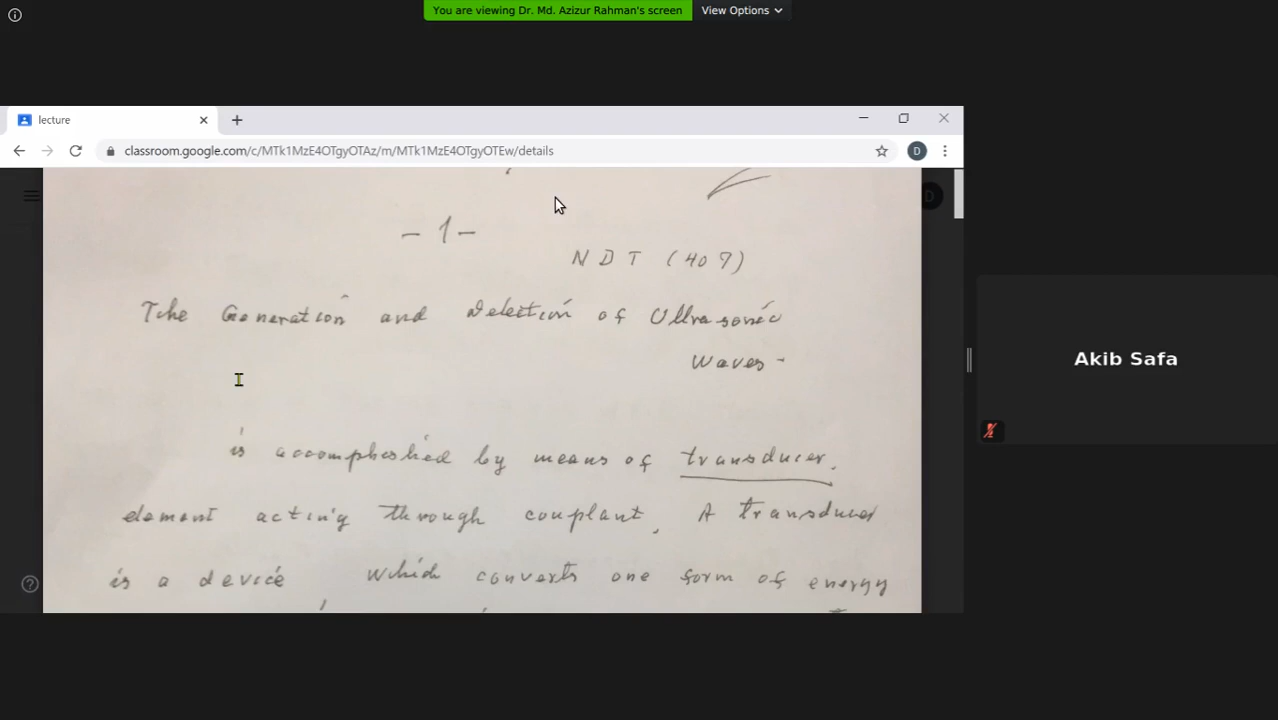 You are viewing Dr. Md. Azizur Rahman's screen
View Options
lecture
classroom.google.com/c/MTk1MzE4OTgyOTAz/m/MTk1MzE4OTgyOTEw/details
D
D
- 1 -
NDT (407)
The Generation and Detection of Ultrasonic
Waves -
is accomplished by means of transducer
element acting through couplant. A transducer
is a device which converts one form of energy
Akib Safa